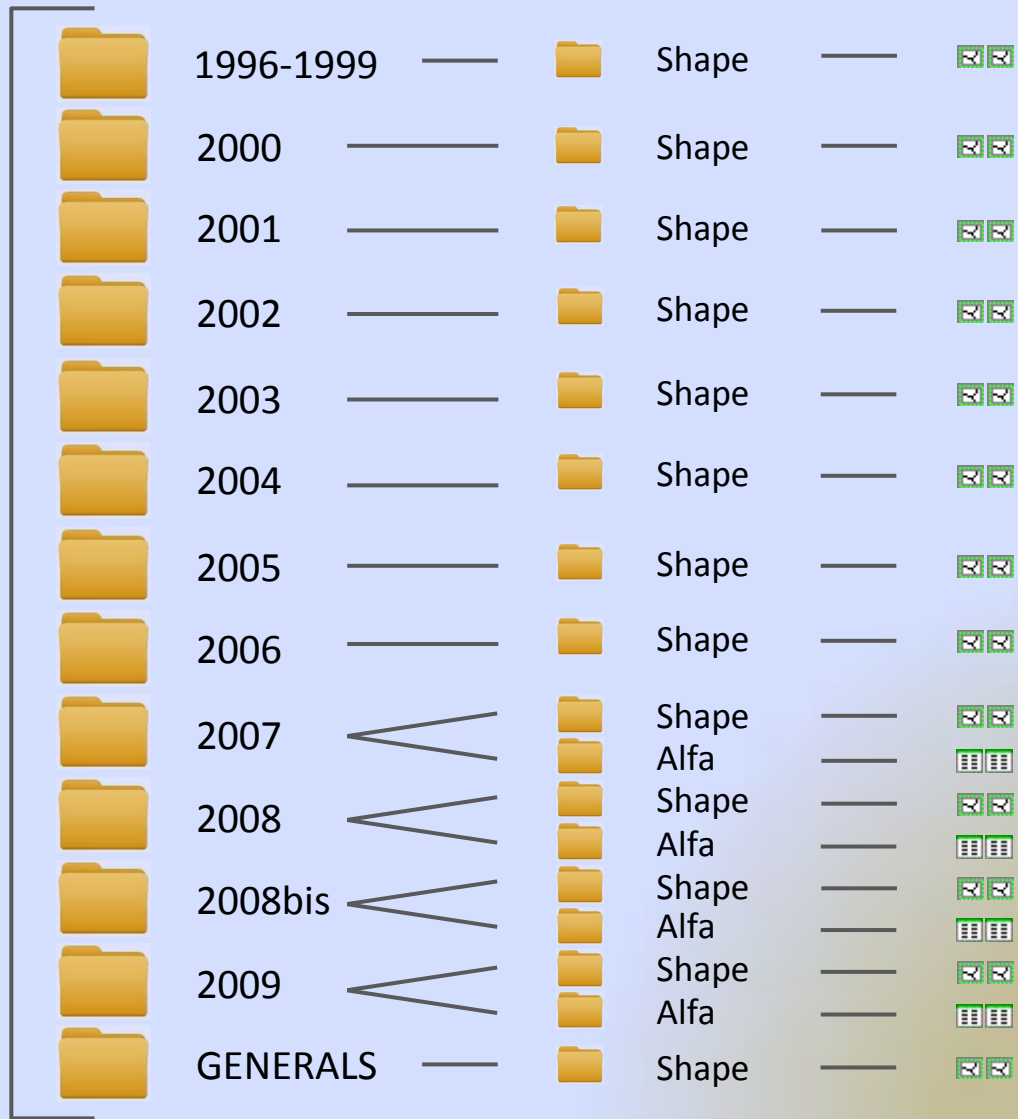 1996-1999 Shape
2000 Shape
2001 Shape
2002 Shape
2003 Shape
2004 Shape
2005 Shape
2006 Shape
2007 Shape
Alfa
2008 Shape
Alfa
2008bis Shape
Alfa
2009 Shape
Alfa
GENERALS Shape